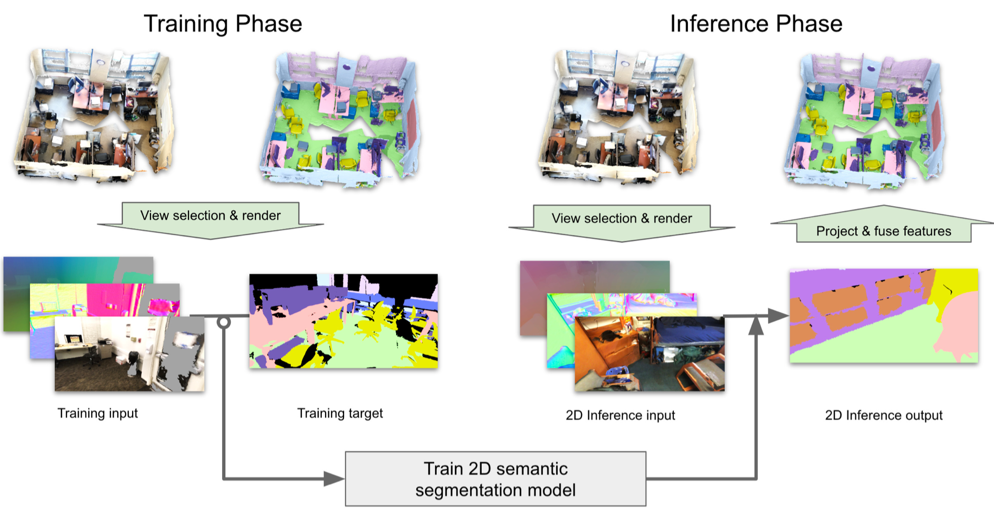 Training Phase
Inference Phase
View selection & render
View selection & render
Project & fuse features
Training input
Training target
2D Inference input
2D Inference output
Train 2D semantic
segmentation model